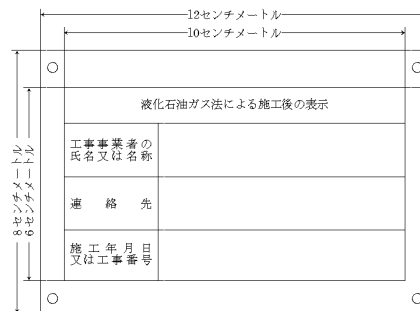 12センチメートル
10センチメートル
8センチメートル
6センチメートル
液化石油ガス法による施工後の表示
工事事業者の
氏名又は名称
連絡先
施工年月日
又は工事番号